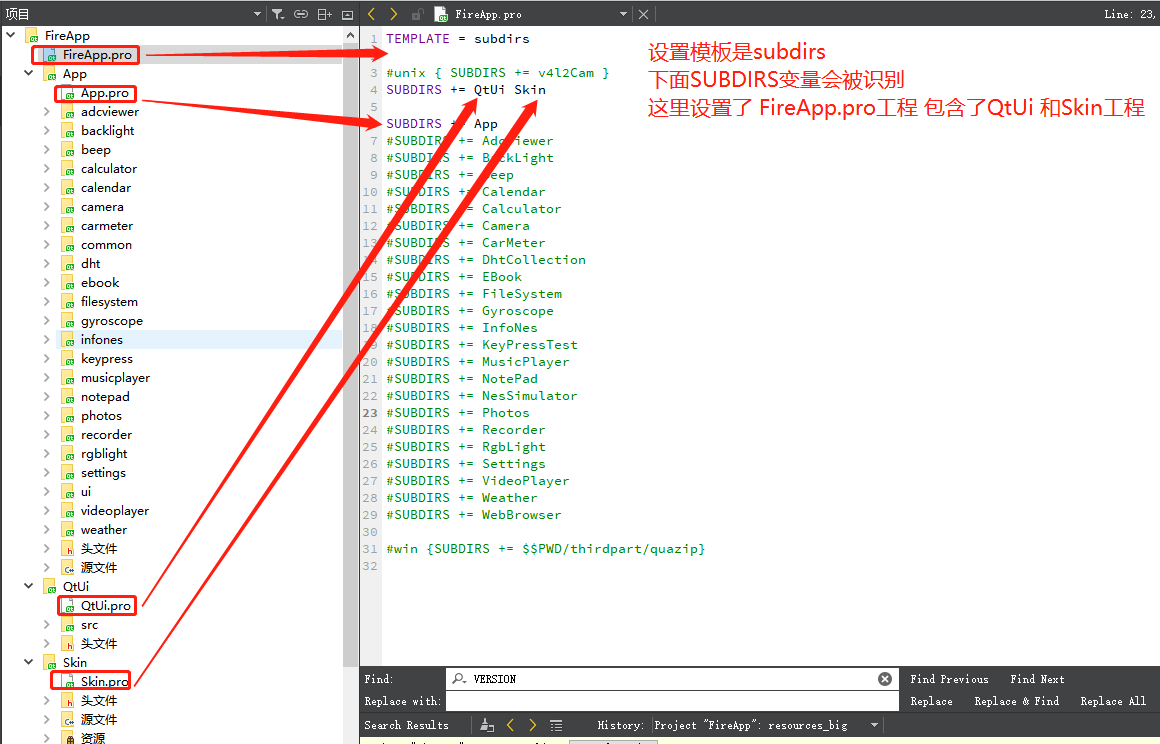 项目
FireApp.pro
Line: 23,
FireApp
FireApp.pro
App
App.pro
adcviewer
backlight
beep
calculator
calendar
camera
carmeter
common
dht
ebook
filesystem
gyroscope
infones
keypress
musicplayer
notepad
photos
recorder
rgblight
settings
ui
videoplayer
weather
头文件
源文件
QtUi
QtUi.pro
src
头文件
Skin
Skin.pro
头文件
源文件
资源
1 TEMPLATE = subdirs
3 #unix { SUBDIRS += v4l2Cam }
4 SUBDIRS += QtUi Skin
5
SUBDIRS += App
7 #SUBDIRS += AdcViewer
8 #SUBDIRS += BackLight
9 #SUBDIRS += Beep
10 #SUBDIRS += Calendar
11 #SUBDIRS += Calculator
12 #SUBDIRS += Camera
13 #SUBDIRS += CarMeter
14 #SUBDIRS += DhtCollection
15 #SUBDIRS += EBook
16 #SUBDIRS += FileSystem
17 #SUBDIRS += Gyroscope
18 #SUBDIRS += InfoNes
19 #SUBDIRS += KeyPressTest
20 #SUBDIRS += MusicPlayer
21 #SUBDIRS += NotePad
22 #SUBDIRS += NesSimulator
23 #SUBDIRS += Photos
24 #SUBDIRS += Recorder
25 #SUBDIRS += RgbLight
26 #SUBDIRS += Settings
27 #SUBDIRS += VideoPlayer
28 #SUBDIRS += Weather
29 #SUBDIRS += WebBrowser
30
31 #win {SUBDIRS += $$PWD/thirdpart/quazip}
32
设置模板是subdirs
下面SUBDIRS变量会被识别
这里设置了 FireApp.pro工程 包含了QtUi 和Skin工程
Find: VERSION Find Previous Find Next
Replace with: Replace Replace & Find Replace All
Search Results History: Project "FireApp": resources_big